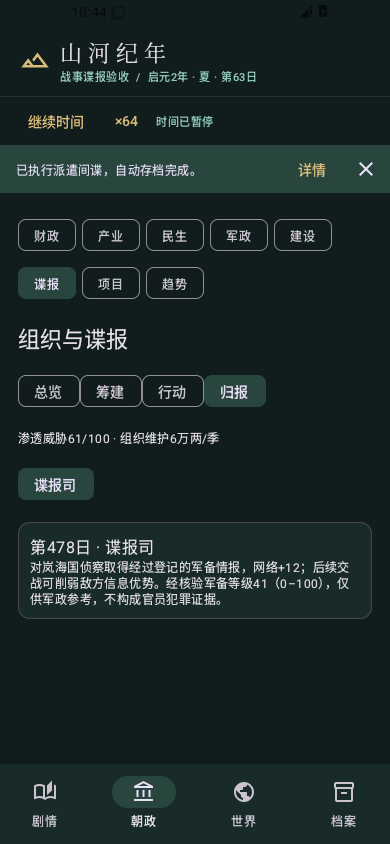 10:44
山河纪年
战事谍报验收 / 启元2年 · 夏 · 第63日
继续时间 ×64 时间已暂停
已执行派遣间谍，自动存档完成。 详情
财政 产业 民生 军政 建设
谍报 项目 趋势
组织与谍报
总览 筹建 行动 归报
渗透威胁61/100 · 组织维护6万两/季
谍报司
第478日 · 谍报司
对岚海国侦察取得经过登记的军备情报，网络+12；后续交
战可削弱敌方信息优势。经核验军备等级41（0–100），仅
供军政参考，不构成官员犯罪证据。
剧情 朝政 世界 档案